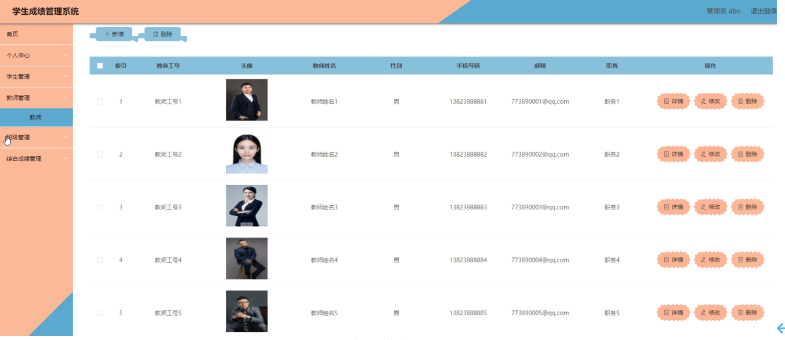 学生成绩管理系统
管理员 abo 退出登录
首页
个人中心
学生管理
教师管理
教师
班级管理
综合成绩管理
+ 新增 删除
索引 教师工号 头像 教师姓名 性别 手机号码 邮箱 职务 操作
1 教师工号1 教师姓名1 男 13823888881 773890001@qq.com 职务1 详情 修改 删除
2 教师工号2 教师姓名2 男 13823888882 773890002@qq.com 职务2 详情 修改 删除
3 教师工号3 教师姓名3 男 13823888883 773890003@qq.com 职务3 详情 修改 删除
4 教师工号4 教师姓名4 男 13823888884 773890004@qq.com 职务4 详情 修改 删除
5 教师工号5 教师姓名5 男 13823888885 773890005@qq.com 职务5 详情 修改 删除